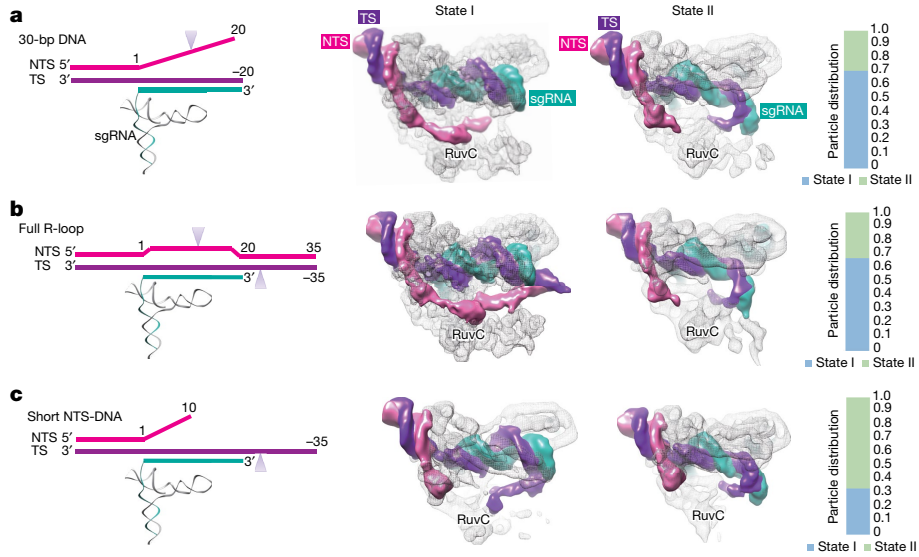 a
State I
State II
30-bp DNA
20
1
NTS 5′
TS 3′
−20
3′
sgRNA
TS
NTS
sgRNA
RuvC
TS
NTS
sgRNA
RuvC
Particle distribution
1.0
0.9
0.8
0.7
0.6
0.5
0.4
0.3
0.2
0.1
0
State I State II
b
Full R-loop
1
20
35
NTS 5′
TS 3′
3′
−35
RuvC
RuvC
Particle distribution
1.0
0.9
0.8
0.7
0.6
0.5
0.4
0.3
0.2
0.1
0
State I State II
c
Short NTS-DNA
10
1
NTS 5′
TS 3′
−35
3′
RuvC
RuvC
Particle distribution
1.0
0.9
0.8
0.7
0.6
0.5
0.4
0.3
0.2
0.1
0
State I State II